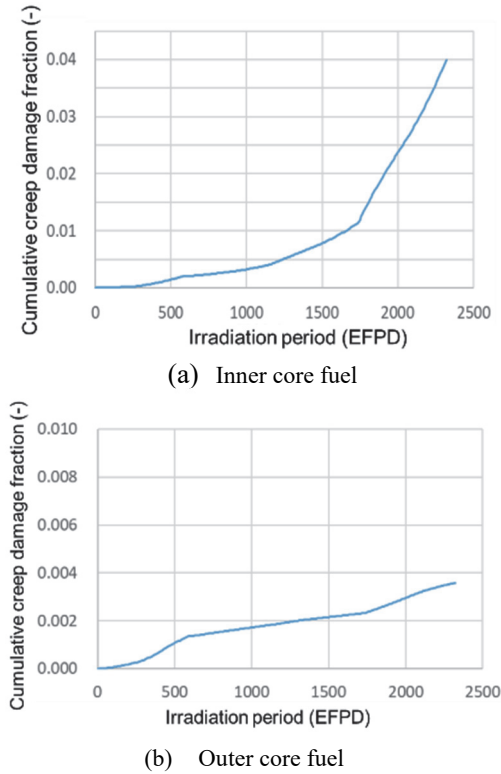 Cumulative creep damage fraction (-)
0.04
0.03
0.02
0.01
0.00
0 500 1000 1500 2000 2500
Irradiation period (EFPD)
(a) Inner core fuel
Cumulative creep damage fraction (-)
0.010
0.008
0.006
0.004
0.002
0.000
0 500 1000 1500 2000 2500
Irradiation period (EFPD)
(b) Outer core fuel